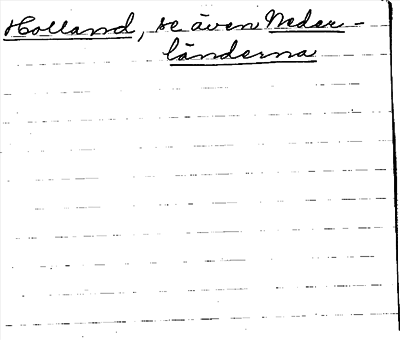 Holland, se även Neder-
länderna